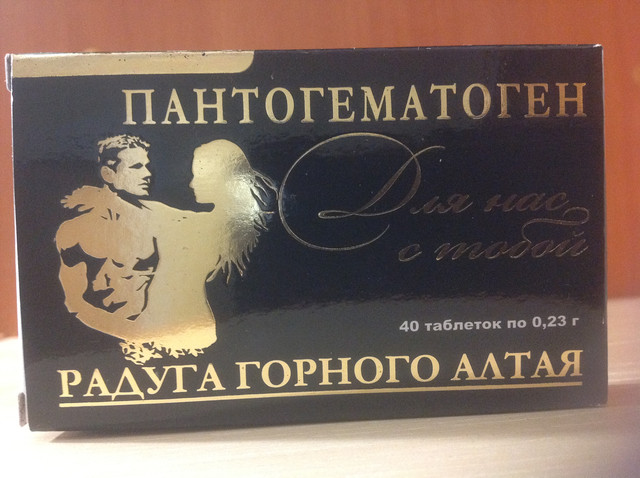 ПАНТОГЕМАТОГЕН
Для нас
с тобой
40 таблеток по 0,23 г
РАДУГА ГОРНОГО АЛТАЯ